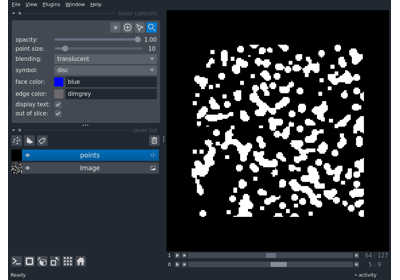 File View Plugins Window Help
layer controls
opacity: 1.00
point size: 10
blending: translucent
symbol: disc
face color: blue
edge color: dimgrey
display text:
out of slice:
layer list
points
Image
1 64 127
0 5 9
Ready activity